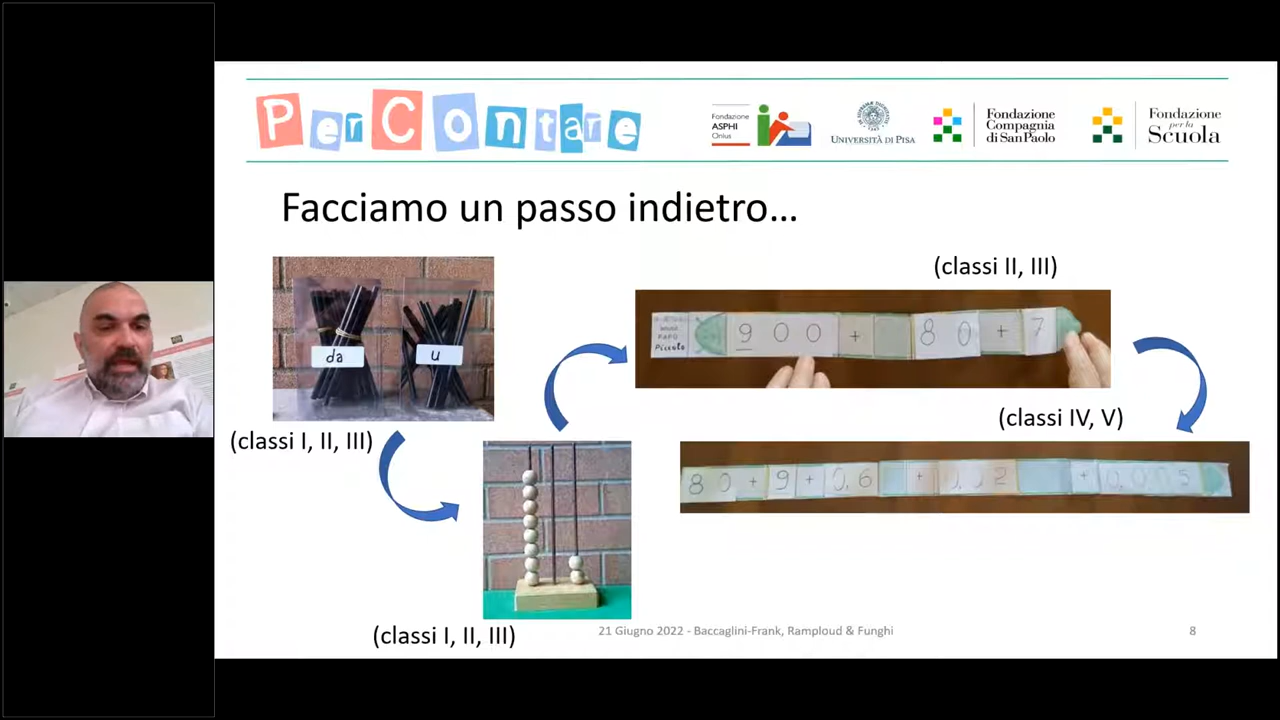 PerContare
Fondazione
ASPHI
Onlus
UNIVERSITÀ DI PISA
Fondazione
Compagnia
di San Paolo
Fondazione
per la
Scuola
Facciamo un passo indietro…
(classi II, III)
da
u
Piccolo
900 + 80 + 7
(classi IV, V)
(classi I, II, III)
80 + 9 + 0,6 +
(classi I, II, III)
21 Giugno 2022 - Baccaglini-Frank, Ramploud & Funghi
8